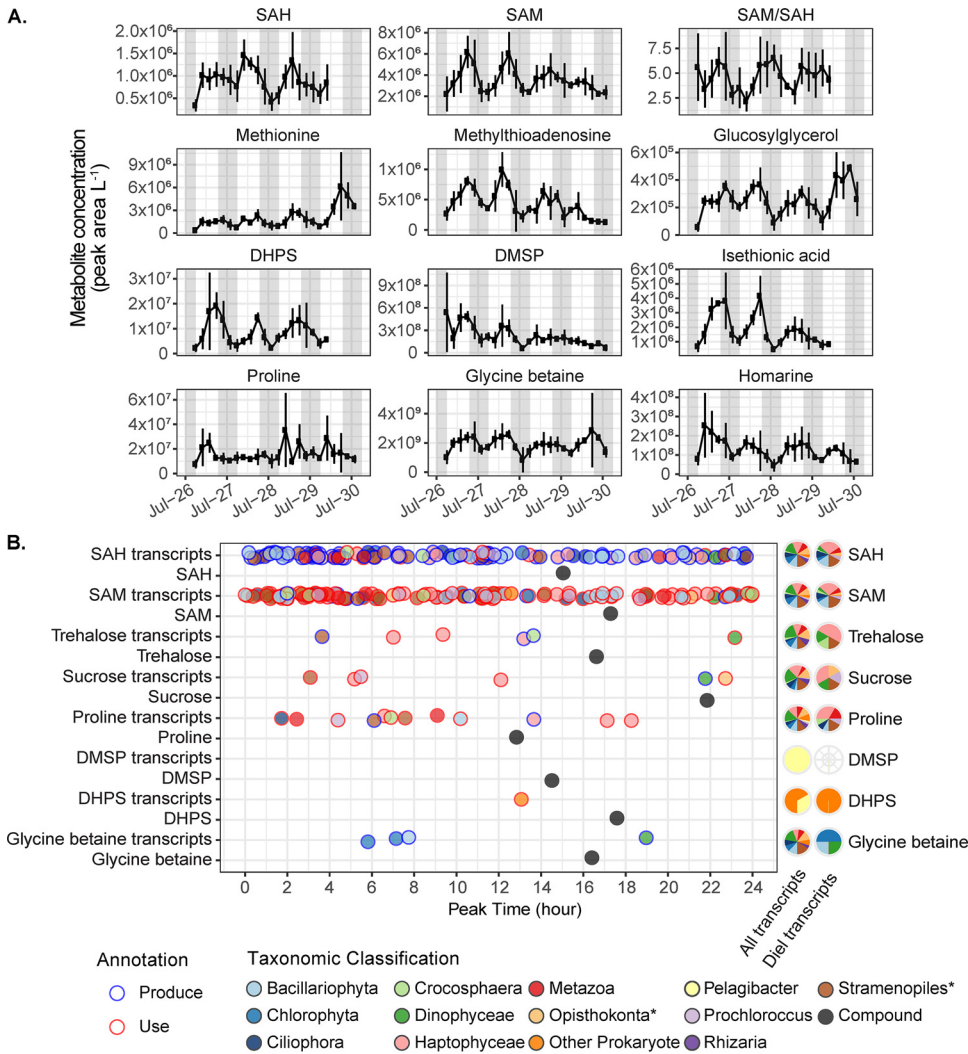 A.
SAH SAM SAM/SAH
2.0x10⁶ 1.5x10⁶ 1.0x10⁶ 0.5x10⁶
8x10⁶ 6x10⁶ 4x10⁶ 2x10⁶
7.5 5.0 2.5
Metabolite concentration
(peak area L⁻¹)
Methionine Methylthioadenosine Glucosylglycerol
9x10⁶ 6x10⁶ 3x10⁶ 0
1x10⁶ 5x10⁶ 0
4x10⁵ 2x10⁵ 0
DHPS DMSP Isethionic acid
3x10⁷ 2x10⁷ 1x10⁷ 0
9x10⁸ 6x10⁸ 3x10⁸ 0
6x10⁶ 5x10⁶ 4x10⁶ 3x10⁶ 2x10⁶ 1x10⁶
Proline Glycine betaine Homarine
6x10⁷ 4x10⁷ 2x10⁷ 0
4x10⁹ 2x10⁹ 0
4x10⁸ 3x10⁸ 2x10⁸ 1x10⁸ 0
Jul-26 Jul-27 Jul-28 Jul-29 Jul-30
Jul-26 Jul-27 Jul-28 Jul-29 Jul-30
Jul-26 Jul-27 Jul-28 Jul-29 Jul-30
B.
SAH transcripts SAH
SAH
SAM transcripts SAM
SAM
Trehalose transcripts Trehalose
Trehalose
Sucrose transcripts Sucrose
Sucrose
Proline transcripts Proline
Proline
DMSP transcripts DMSP
DMSP
DHPS transcripts DHPS
DHPS
Glycine betaine transcripts Glycine betaine
Glycine betaine
0 2 4 6 8 10 12 14 16 18 20 22 24
Peak Time (hour)
All transcripts
Diel transcripts
Annotation
Produce
Use
Taxonomic Classification
Bacillariophyta Crocosphaera Metazoa Pelagibacter Stramenopiles*
Chlorophyta Dinophyceae Opisthokonta* Prochloroccus Compound
Ciliophora Haptophyceae Other Prokaryote Rhizaria